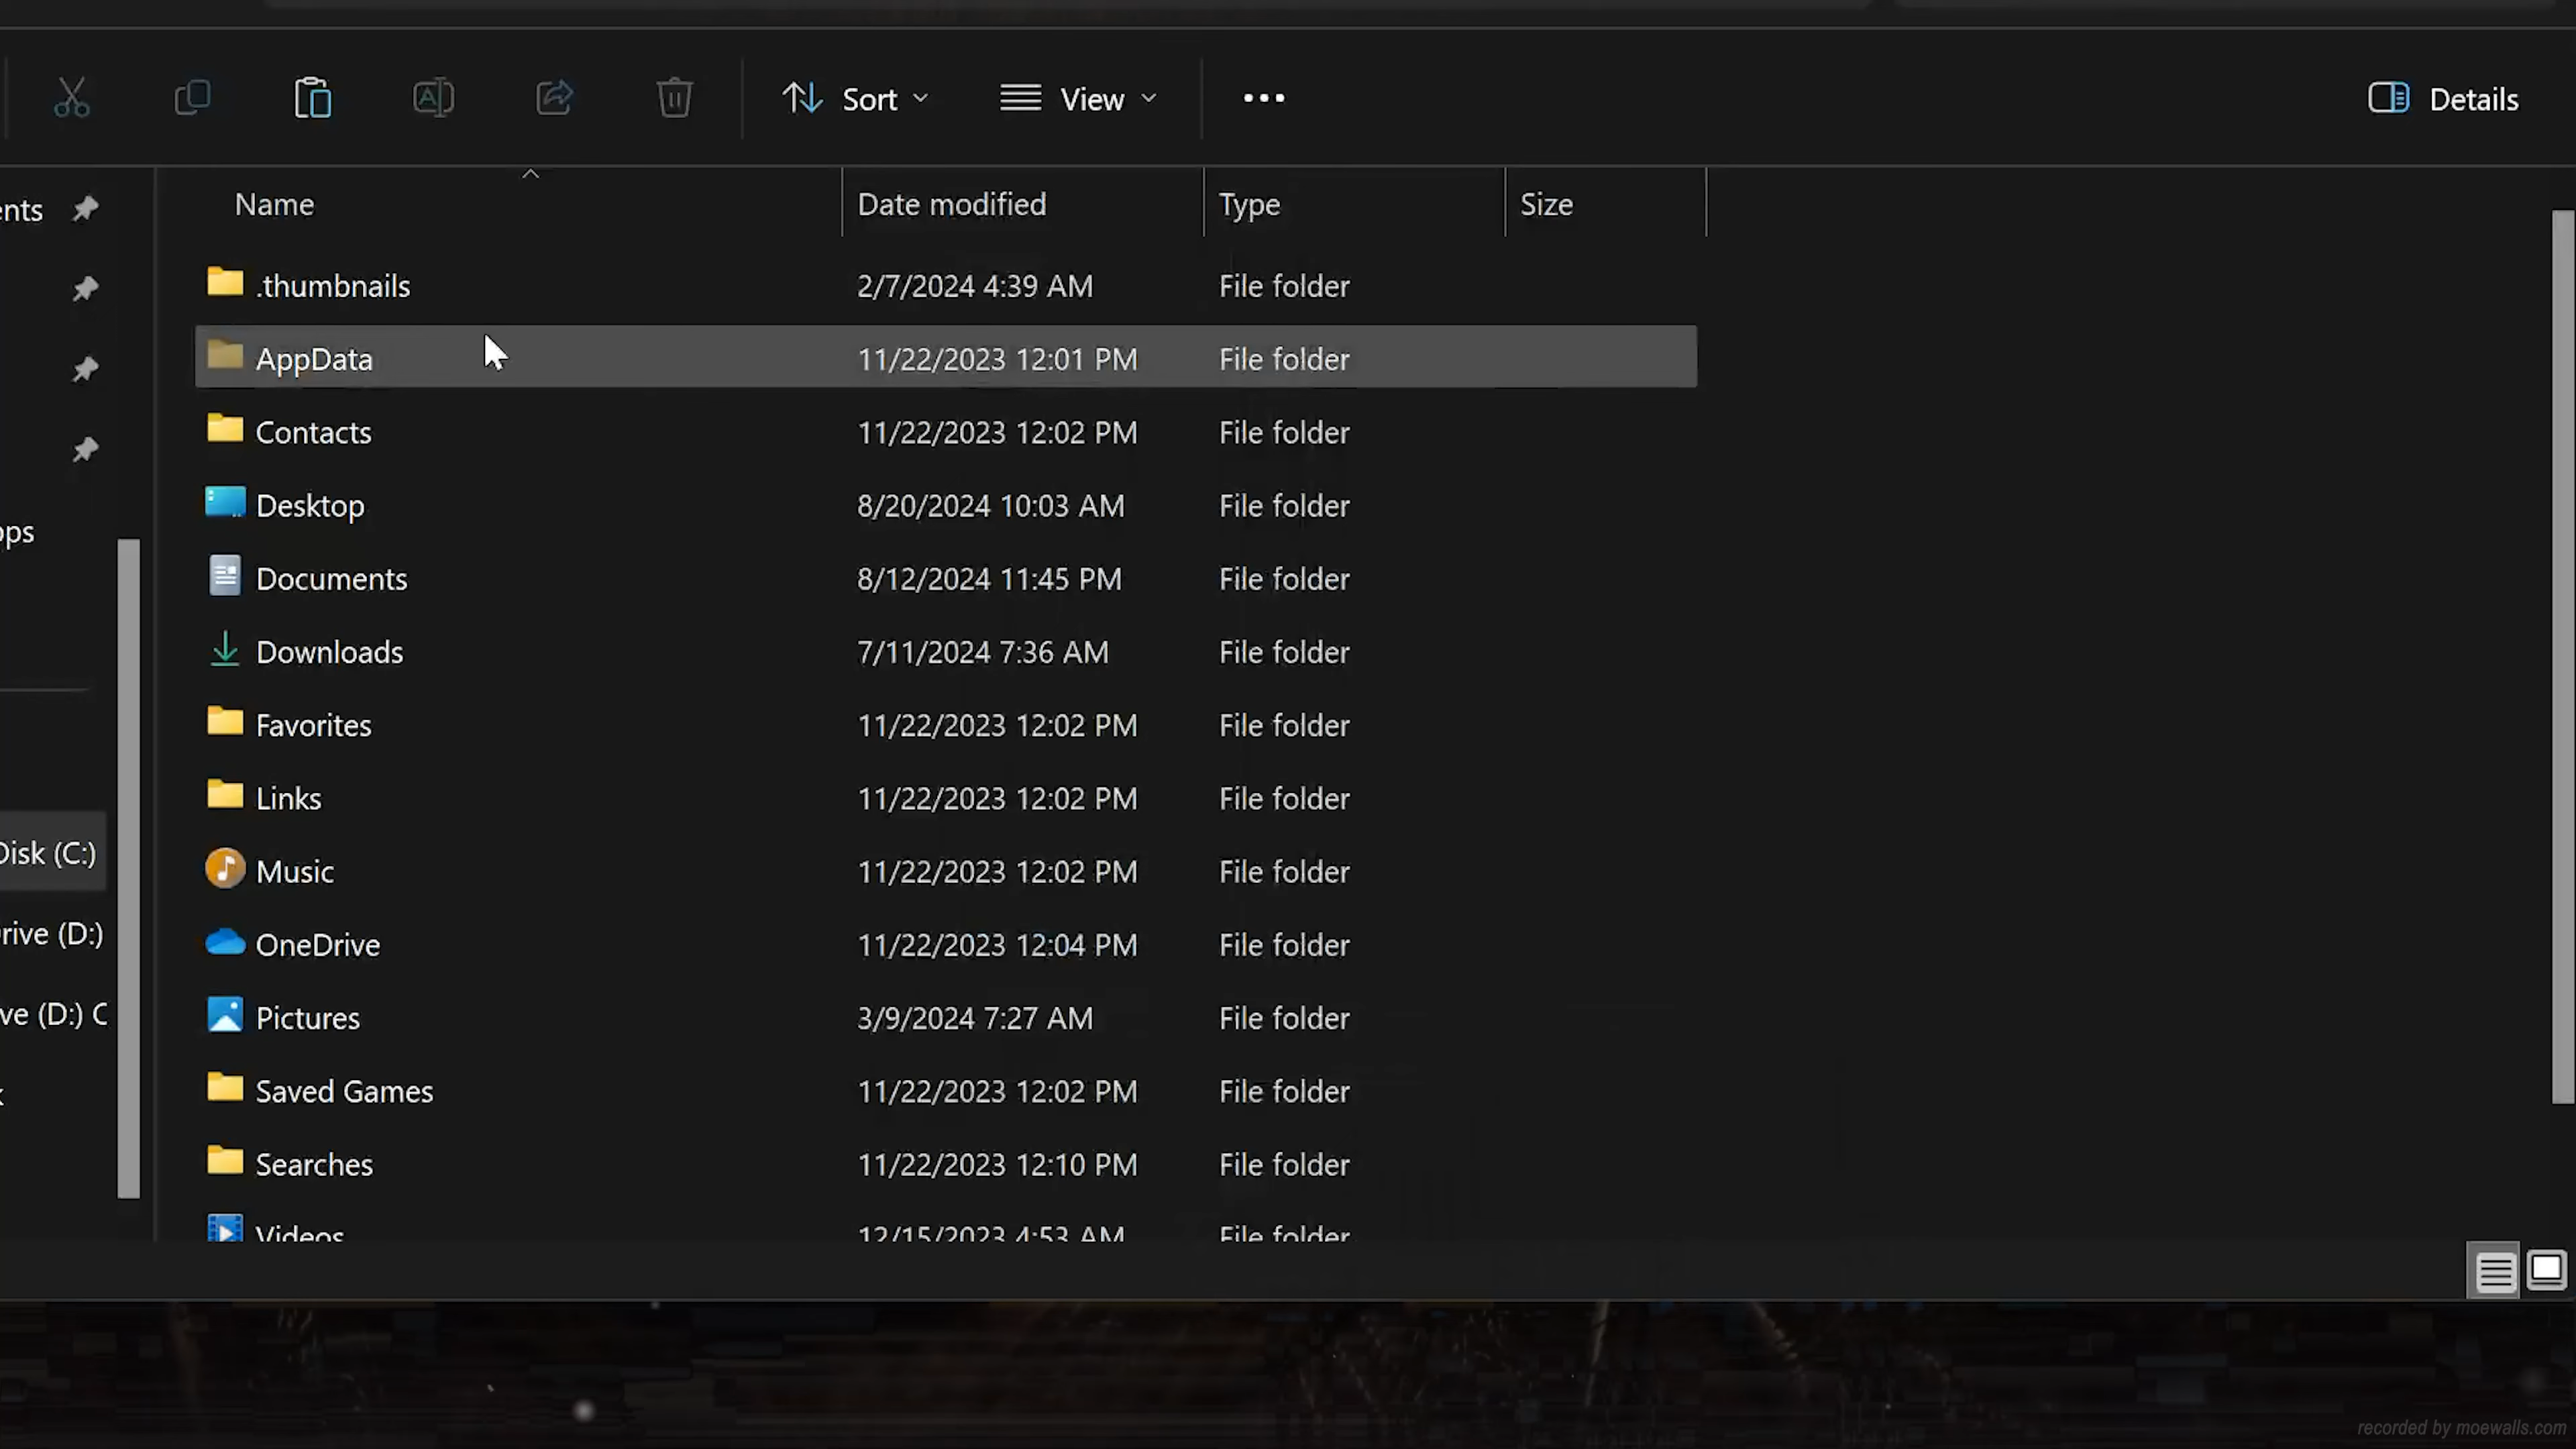 Sort
View
Details
Name
Date modified
Type
Size
ents
.thumbnails 2/7/2024 4:39 AM File folder
AppData 11/22/2023 12:01 PM File folder
Contacts 11/22/2023 12:02 PM File folder
Desktop 8/20/2024 10:03 AM File folder
ops
Documents 8/12/2024 11:45 PM File folder
Downloads 7/11/2024 7:36 AM File folder
Favorites 11/22/2023 12:02 PM File folder
Links 11/22/2023 12:02 PM File folder
Disk (C:)
Music 11/22/2023 12:02 PM File folder
rive (D:)
OneDrive 11/22/2023 12:04 PM File folder
ve (D:) C
Pictures 3/9/2024 7:27 AM File folder
Saved Games 11/22/2023 12:02 PM File folder
k
Searches 11/22/2023 12:10 PM File folder
Videos 12/15/2023 4:53 AM File folder
recorded by moewalls.com